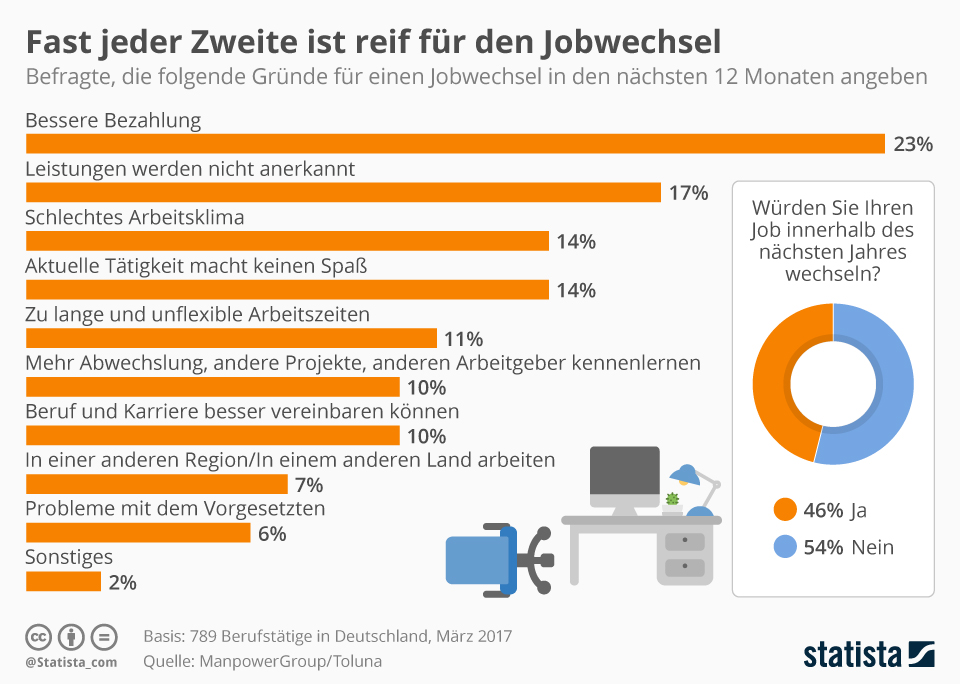 Fast jeder Zweite ist reif für den Jobwechsel
Befragte, die folgende Gründe für einen Jobwechsel in den nächsten 12 Monaten angeben
Bessere Bezahlung
23%
Leistungen werden nicht anerkannt
17%
Schlechtes Arbeitsklima
14%
Aktuelle Tätigkeit macht keinen Spaß
14%
Zu lange und unflexible Arbeitszeiten
11%
Mehr Abwechslung, andere Projekte, anderen Arbeitgeber kennenlernen
10%
Beruf und Karriere besser vereinbaren können
10%
In einer anderen Region/In einem anderen Land arbeiten
7%
Probleme mit dem Vorgesetzten
6%
Sonstiges
2%
Würden Sie Ihren
Job innerhalb des
nächsten Jahres
wechseln?
46% Ja
54% Nein
cc
@Statista_com
Basis: 789 Berufstätige in Deutschland, März 2017
Quelle: ManpowerGroup/Toluna
statista